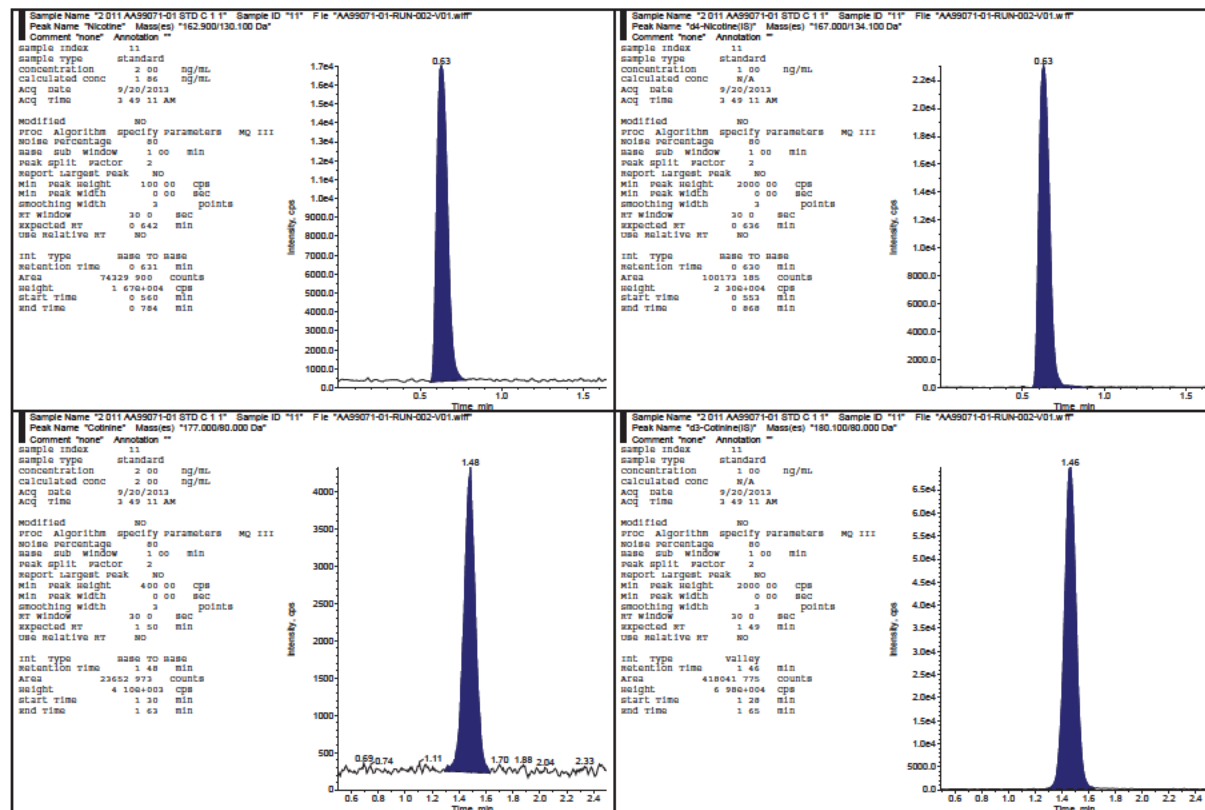 Sample Name "2 011 AA99071-01 STD C 1 1" Sample ID "11" File "AA99071-01-RUN-002-V01.wiff"
Peak Name "Nicotine" Mass(es) "162.900/130.100 Da"
Comment "none" Annotation ""
Sample Index 11
Sample Type standard
Concentration 2 00 ng/mL
Calculated Conc 1 86 ng/mL
Acq Date 9/20/2013
Acq Time 3 49 11 AM
Modified NO
Proc Algorithm Specify Parameters MQ III
Noise Percentage 80
Base Sub Window 1 00 min
Peak Split Factor 2
Report Largest Peak NO
Min Peak Height 100 00 cps
Min Peak Width 0 00 sec
Smoothing Width 3 points
RT Window 30 0 sec
Expected RT 0 642 min
Use Relative RT NO
Int Type Base To Base
Retention Time 0 631 min
Area 74329 900 counts
Height 1 67e+004 cps
Start Time 0 560 min
End Time 0 784 min
0.63
1.7e4
1.6e4
1.5e4
1.4e4
1.3e4
1.2e4
1.1e4
1.0e4
9000.0
8000.0
7000.0
6000.0
5000.0
4000.0
3000.0
2000.0
1000.0
0.0
Intensity, cps
0.5 1.0 1.5
Time, min
Sample Name "2 011 AA99071-01 STD C 1 1" Sample ID "11" File "AA99071-01-RUN-002-V01.wiff"
Peak Name "d4-Nicotine(IS)" Mass(es) "167.000/134.100 Da"
Comment "none" Annotation ""
Sample Index 11
Sample Type standard
Concentration 1 00 ng/mL
Calculated Conc N/A
Acq Date 9/20/2013
Acq Time 3 49 11 AM
Modified NO
Proc Algorithm Specify Parameters MQ III
Noise Percentage 80
Base Sub Window 1 00 min
Peak Split Factor 2
Report Largest Peak NO
Min Peak Height 2000 00 cps
Min Peak Width 0 00 sec
Smoothing Width 3 points
RT Window 30 0 sec
Expected RT 0 636 min
Use Relative RT NO
Int Type Base To Base
Retention Time 0 630 min
Area 100173 185 counts
Height 2 30e+004 cps
Start Time 0 553 min
End Time 0 868 min
0.63
2.2e4
2.0e4
1.8e4
1.6e4
1.4e4
1.2e4
1.0e4
8000.0
6000.0
4000.0
2000.0
0.0
Intensity, cps
0.5 1.0 1.5
Time, min
Sample Name "2 011 AA99071-01 STD C 1 1" Sample ID "11" File "AA99071-01-RUN-002-V01.wiff"
Peak Name "Cotinine" Mass(es) "177.000/80.000 Da"
Comment "none" Annotation ""
Sample Index 11
Sample Type standard
Concentration 2 00 ng/mL
Calculated Conc 2 00 ng/mL
Acq Date 9/20/2013
Acq Time 3 49 11 AM
Modified NO
Proc Algorithm Specify Parameters MQ III
Noise Percentage 80
Base Sub Window 1 00 min
Peak Split Factor 2
Report Largest Peak NO
Min Peak Height 400 00 cps
Min Peak Width 0 00 sec
Smoothing Width 3 points
RT Window 30 0 sec
Expected RT 1 50 min
Use Relative RT NO
Int Type Base To Base
Retention Time 1 48 min
Area 23652 973 counts
Height 4 10e+003 cps
Start Time 1 30 min
End Time 1 63 min
1.48
4000
3500
3000
2500
2000
1500
1000
500
0
Intensity, cps
0.69 0.74 1.11 1.70 1.88 2.04 2.33
0.6 0.8 1.0 1.2 1.4 1.6 1.8 2.0 2.2 2.4
Time, min
Sample Name "2 011 AA99071-01 STD C 1 1" Sample ID "11" File "AA99071-01-RUN-002-V01.wiff"
Peak Name "d3-Cotinine(IS)" Mass(es) "180.100/80.000 Da"
Comment "none" Annotation ""
Sample Index 11
Sample Type standard
Concentration 1 00 ng/mL
Calculated Conc N/A
Acq Date 9/20/2013
Acq Time 3 49 11 AM
Modified NO
Proc Algorithm Specify Parameters MQ III
Noise Percentage 80
Base Sub Window 1 00 min
Peak Split Factor 2
Report Largest Peak NO
Min Peak Height 2000 00 cps
Min Peak Width 0 00 sec
Smoothing Width 3 points
RT Window 30 0 sec
Expected RT 1 49 min
Use Relative RT NO
Int Type Valley
Retention Time 1 46 min
Area 418041 775 counts
Height 6 98e+004 cps
Start Time 1 28 min
End Time 1 65 min
1.46
6.5e4
6.0e4
5.5e4
5.0e4
4.5e4
4.0e4
3.5e4
3.0e4
2.5e4
2.0e4
1.5e4
1.0e4
5000.0
0.0
Intensity, cps
0.6 0.8 1.0 1.2 1.4 1.6 1.8 2.0 2.2 2.4
Time, min